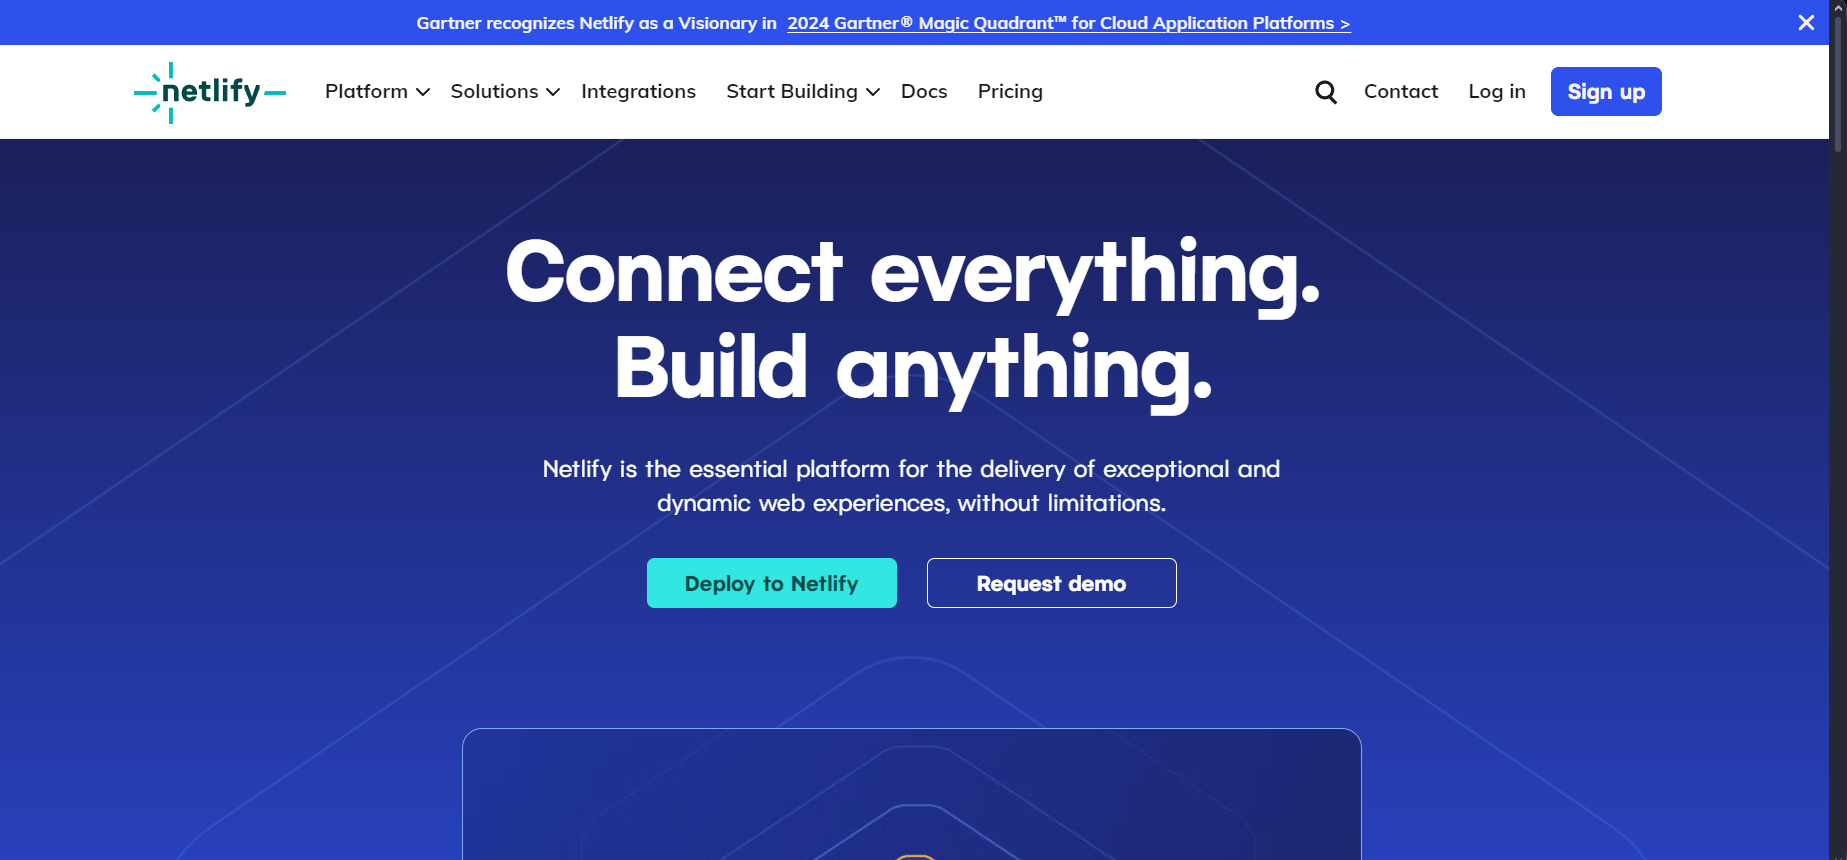 Gartner recognizes Netlify as a Visionary in 2024 Gartner® Magic Quadrant™ for Cloud Application Platforms >
netlify Platform Solutions Integrations Start Building Docs Pricing Contact Log in Sign up
Connect everything.
Build anything.
Netlify is the essential platform for the delivery of exceptional and
dynamic web experiences, without limitations.
Deploy to Netlify Request demo